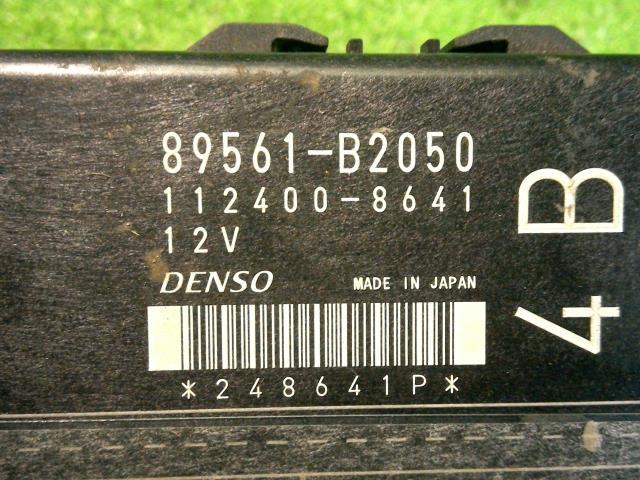 89561-B2050
112400-8641
12V
DENSO MADE IN JAPAN
*248641P*
4B